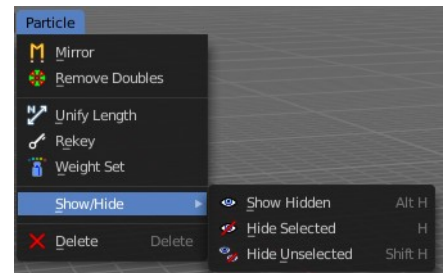 Particle
Mirror
Remove Doubles
Unify Length
Rekey
Weight Set
Show/Hide
Show Hidden Alt H
Hide Selected H
Hide Unselected Shift H
Delete Delete